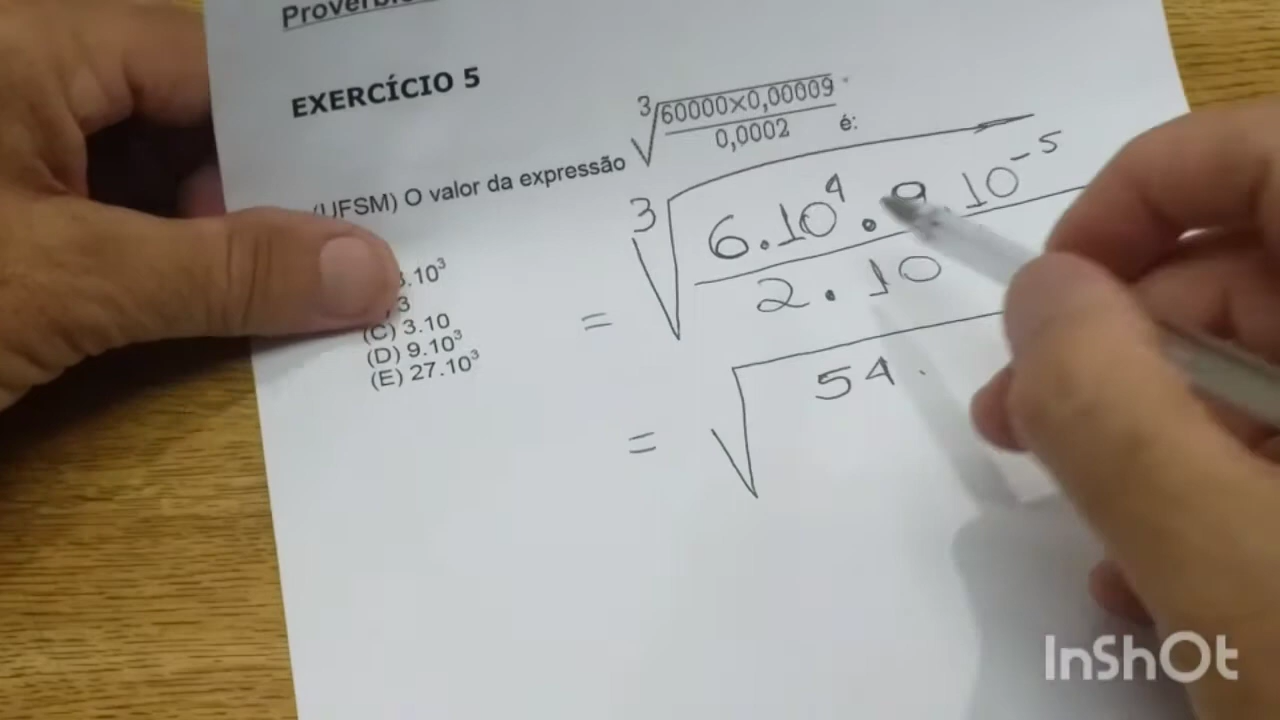 EXERCÍCIO 5
(UFSM) O valor da expressão ∛(60000×0,00009 / 0,0002) é:
.10³
3
(C) 3.10
(D) 9.10³
(E) 27.10³
= ∛(6.10⁴ . 9 10⁻⁵ / 2 . 10
= √ 54 .
InShOt